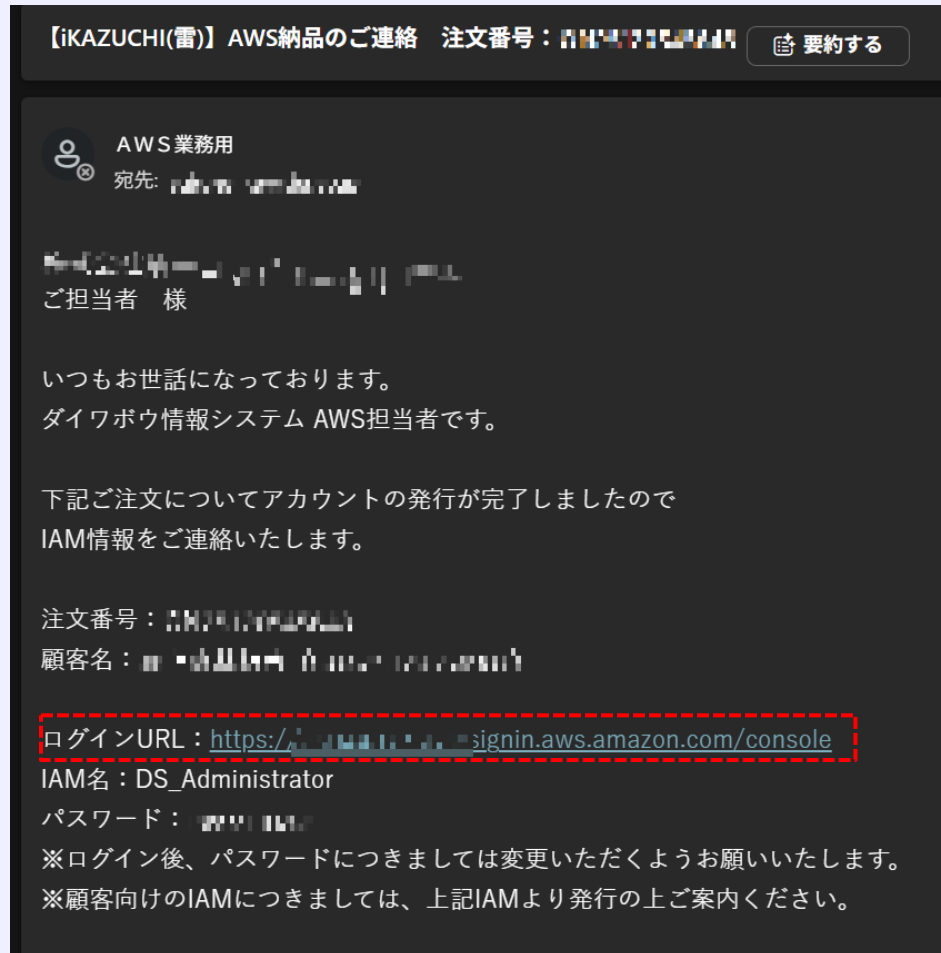 【iKAZUCHI(雷)】AWS納品のご連絡　注文番号：
要約する
ＡＷＳ業務用
宛先:
ご担当者　様
いつもお世話になっております。
ダイワボウ情報システム AWS担当者です。
下記ご注文についてアカウントの発行が完了しましたので
IAM情報をご連絡いたします。
注文番号：
顧客名：
ログインURL：https://signin.aws.amazon.com/console
IAM名：DS_Administrator
パスワード：
※ログイン後、パスワードにつきましては変更いただくようお願いいたします。
※顧客向けのIAMにつきましては、上記IAMより発行の上ご案内ください。